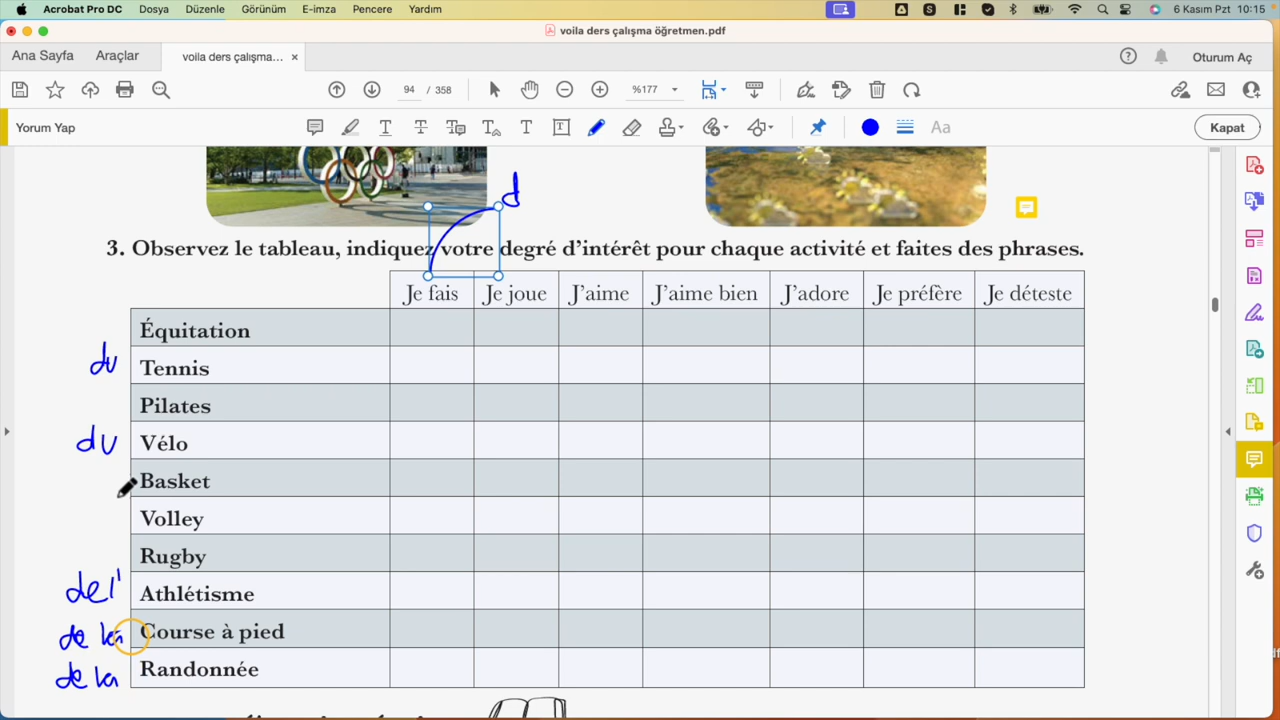 Acrobat Pro DC Dosya Düzenle Görünüm E-imza Pencere Yardım 6 Kasım Pzt 10:15
voila ders çalışma öğretmen.pdf
Ana Sayfa Araçlar voila ders çalışma... × Oturum Aç
94 / 358 %177
Yorum Yap Aa Kapat
d
3. Observez le tableau, indiquez votre degré d’intérêt pour chaque activité et faites des phrases.
Je fais Je joue J’aime J’aime bien J’adore Je préfère Je déteste
Équitation
du Tennis
Pilates
du Vélo
Basket
Volley
Rugby
del' Athlétisme
de la Course à pied
de la Randonnée